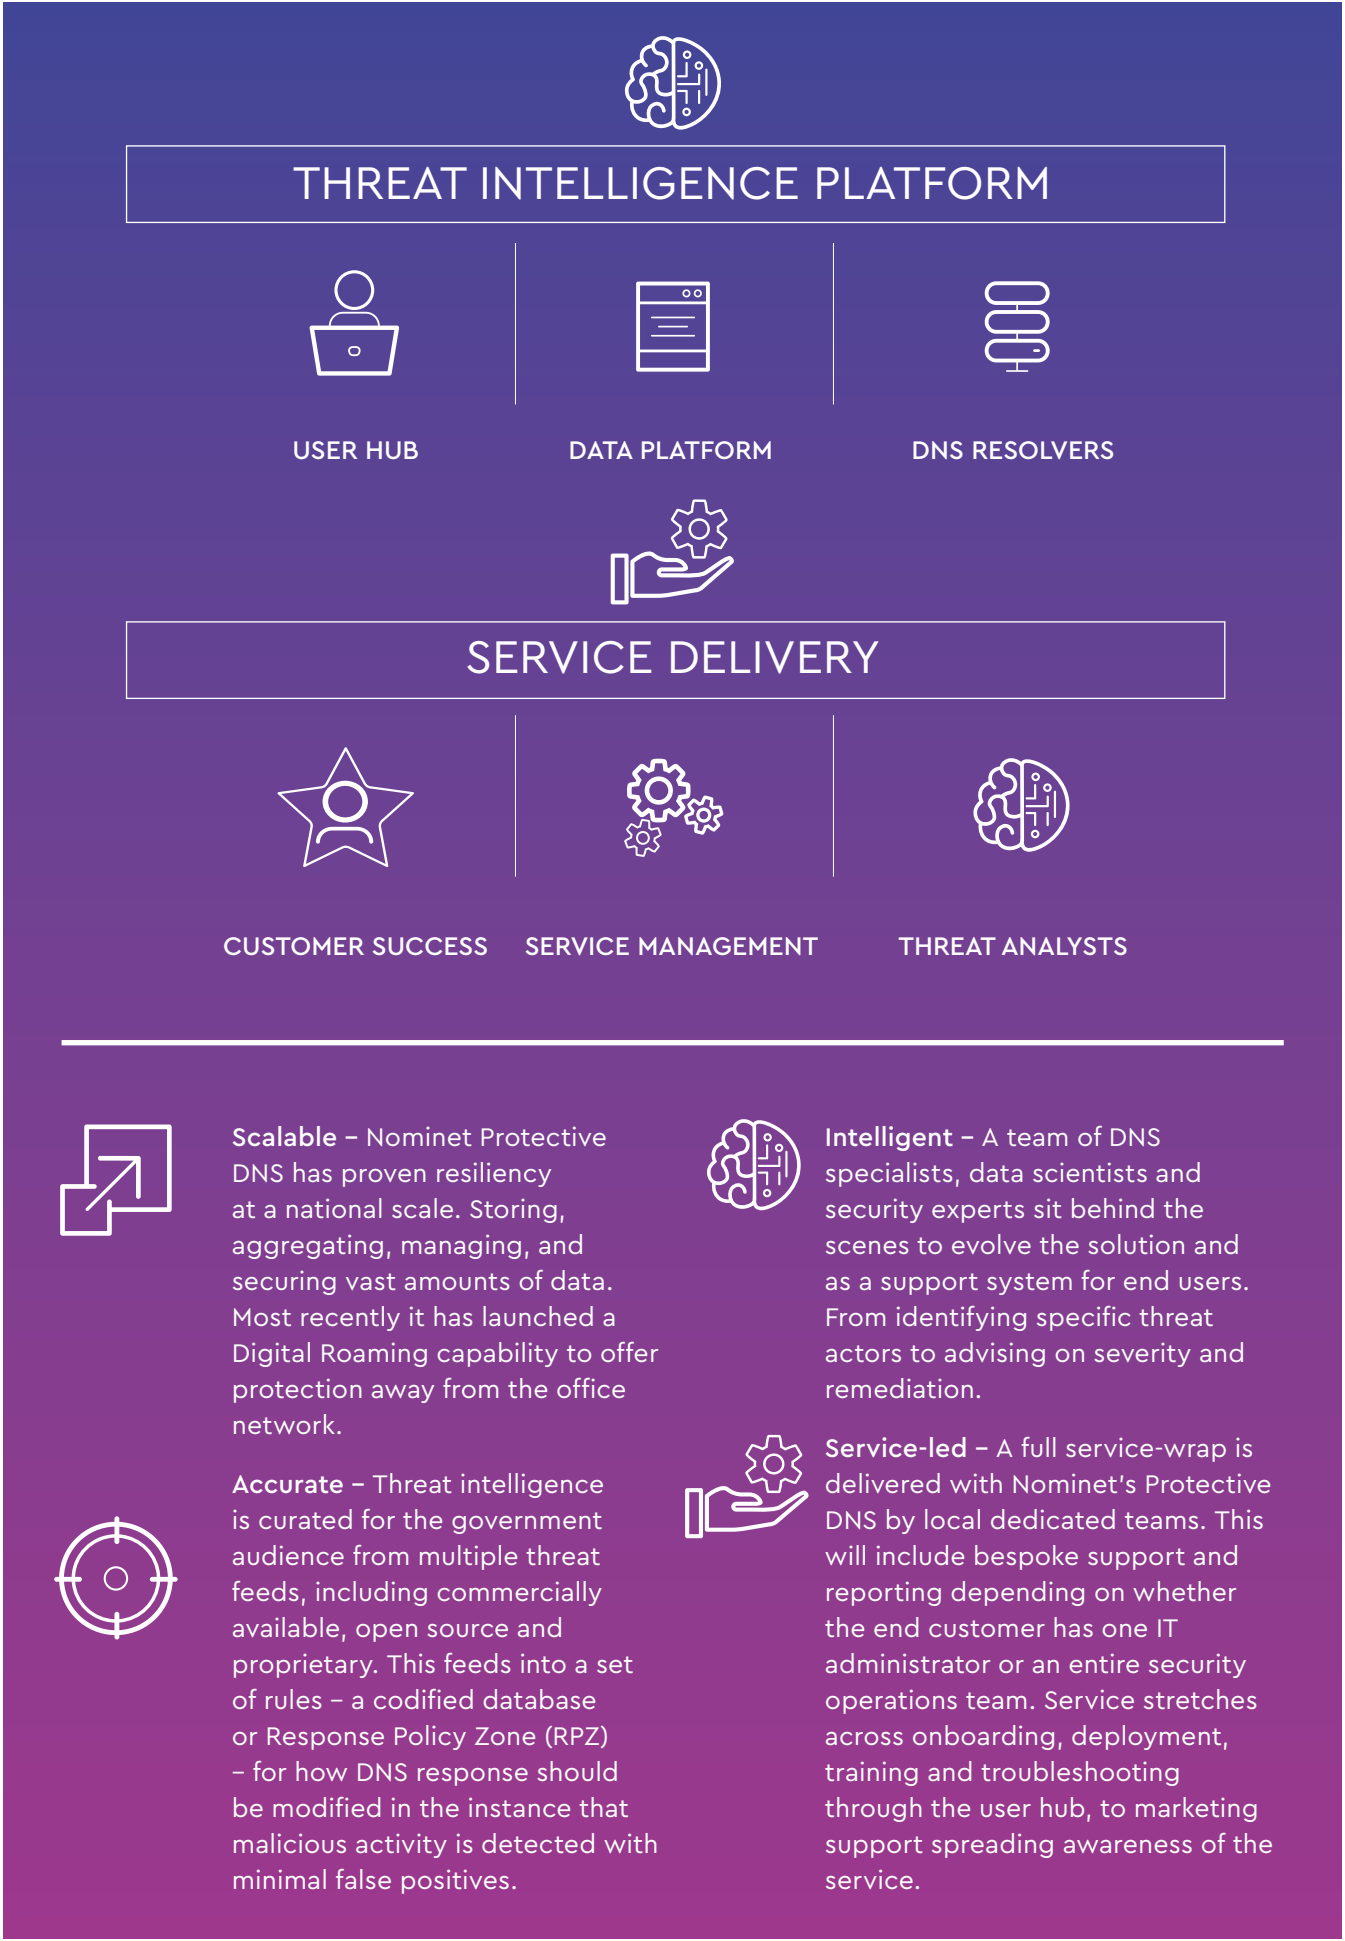 THREAT INTELLIGENCE PLATFORM
USER HUB
DATA PLATFORM
DNS RESOLVERS
SERVICE DELIVERY
CUSTOMER SUCCESS
SERVICE MANAGEMENT
THREAT ANALYSTS
Scalable – Nominet Protective
DNS has proven resiliency
at a national scale. Storing,
aggregating, managing, and
securing vast amounts of data.
Most recently it has launched a
Digital Roaming capability to offer
protection away from the office
network.
Accurate – Threat intelligence
is curated for the government
audience from multiple threat
feeds, including commercially
available, open source and
proprietary. This feeds into a set
of rules – a codified database
or Response Policy Zone (RPZ)
– for how DNS response should
be modified in the instance that
malicious activity is detected with
minimal false positives.
Intelligent – A team of DNS
specialists, data scientists and
security experts sit behind the
scenes to evolve the solution and
as a support system for end users.
From identifying specific threat
actors to advising on severity and
remediation.
Service-led – A full service-wrap is
delivered with Nominet's Protective
DNS by local dedicated teams. This
will include bespoke support and
reporting depending on whether
the end customer has one IT
administrator or an entire security
operations team. Service stretches
across onboarding, deployment,
training and troubleshooting
through the user hub, to marketing
support spreading awareness of the
service.